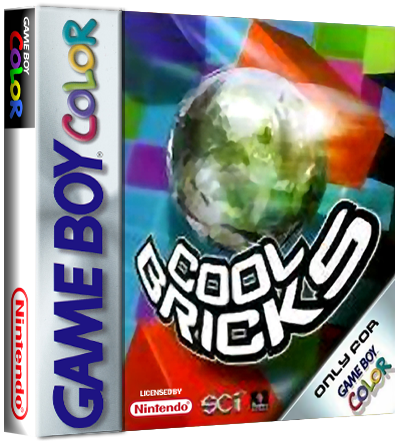 GAME BOY
COLOR
Nintendo
GAME BOY COLOR
COOL
BRICKS
LICENSED BY
Nintendo
SCi
ONLY FOR
GAME BOY
COLOR